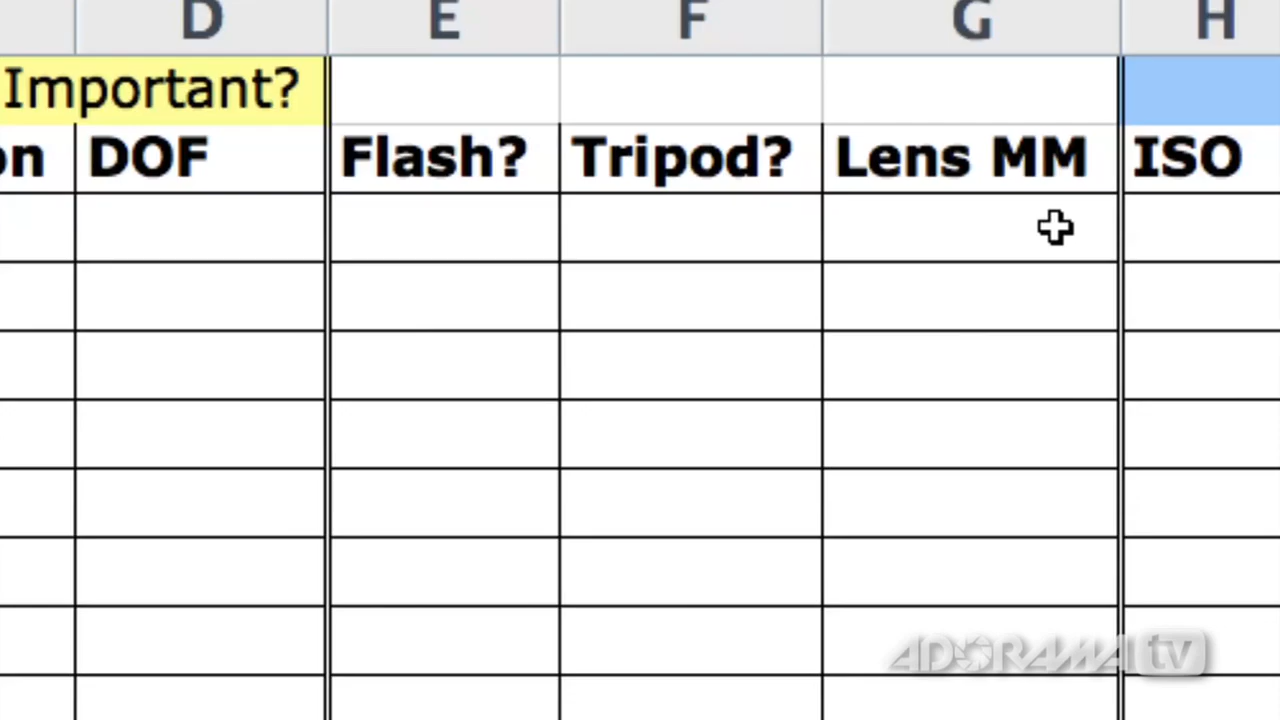 D E F G H
Important?
on DOF Flash? Tripod? Lens MM ISO
ADORAMA tv